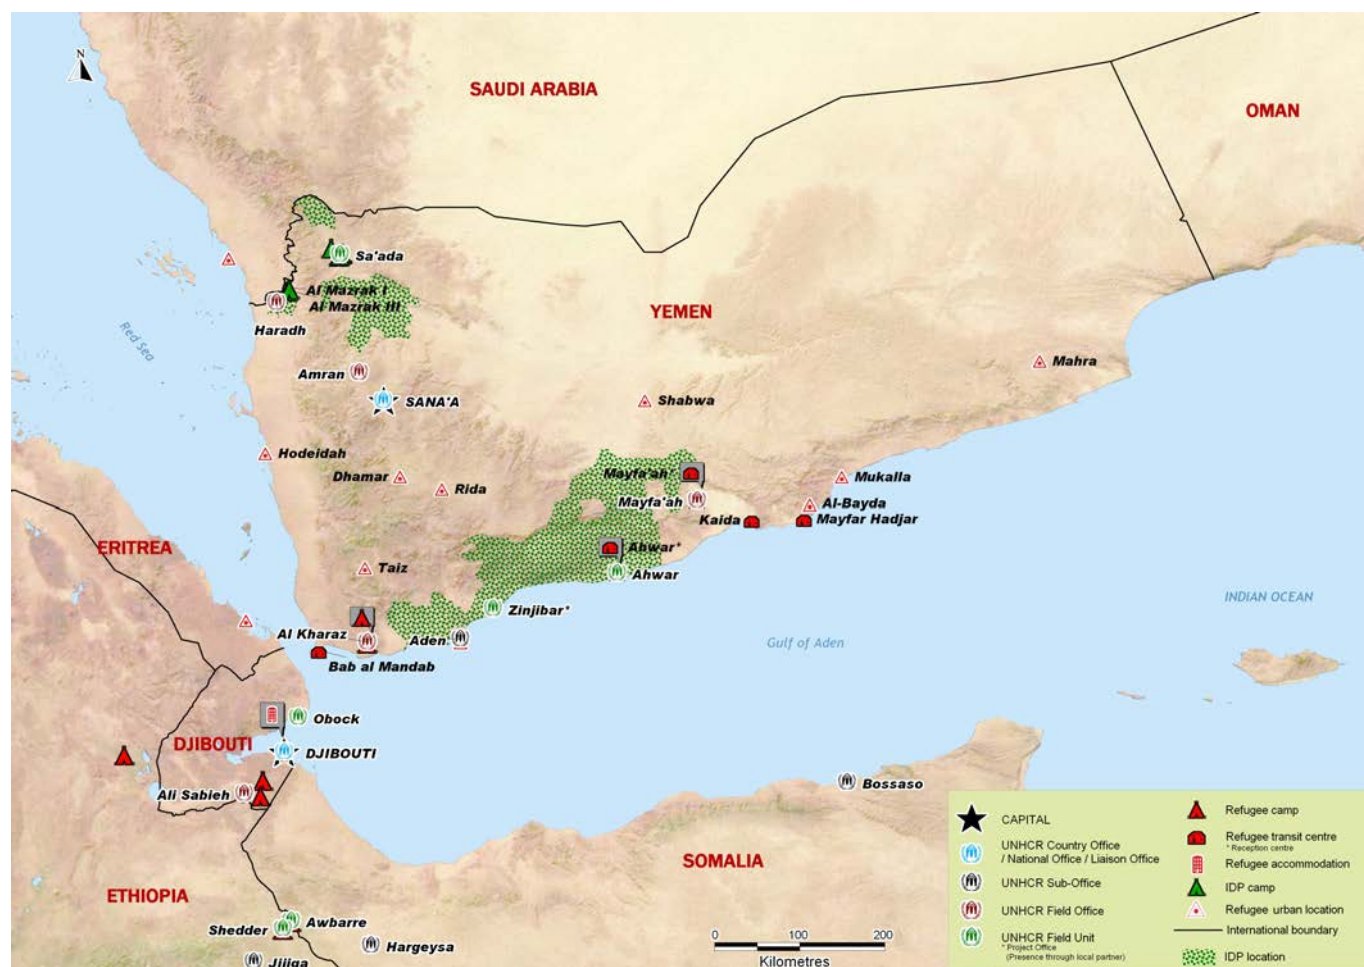 N
SAUDI ARABIA
OMAN
Sa'ada
Al Mazrak I
Al Mazrak III
Haradh
YEMEN
Red Sea
Amran
SANA'A
Mahra
Shabwa
Hodeidah
Dhamar
Rida
Mayfa'ah*
Mayfa'ah
Mukalla
Al-Bayda
Kaida
Mayfar Hadjar
ERITREA
Taiz
Ahwar*
Ahwar
Zinjibar*
INDIAN OCEAN
Al Kharaz
Aden
Gulf of Aden
Bab al Mandab
Obock
DJIBOUTI
DJIBOUTI
Ali Sabieh
Bossaso
SOMALIA
ETHIOPIA
Awbarre
Shedder
Hargeysa
Jijiga
0 100 200
Kilometres
CAPITAL
UNHCR Country Office
/ National Office / Liaison Office
UNHCR Sub-Office
UNHCR Field Office
UNHCR Field Unit
* Project Office
(Presence through local partner)
Refugee camp
Refugee transit centre
* Reception centre
Refugee accommodation
IDP camp
Refugee urban location
International boundary
IDP location